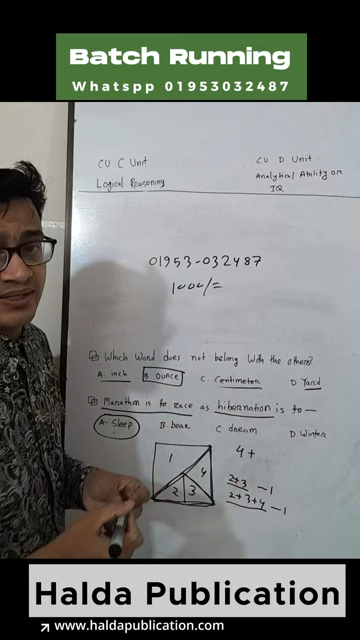 Batch Running
Whatspp 01953032487
CU C Unit
Logical Reasoning
CU D Unit
Analytical Ability or
IQ
01953-032487
1000/=
Which Word does not belong with the others?
A. inch B. Ounce C. Centimeter D Yard
Marathon is to race as hibernation is to —
A. Sleep B. bear C dream D. Winter
1
4
2 3
4 +
2+3 - 1
2+3+4 - 1
Halda Publication
www.haldapublication.com